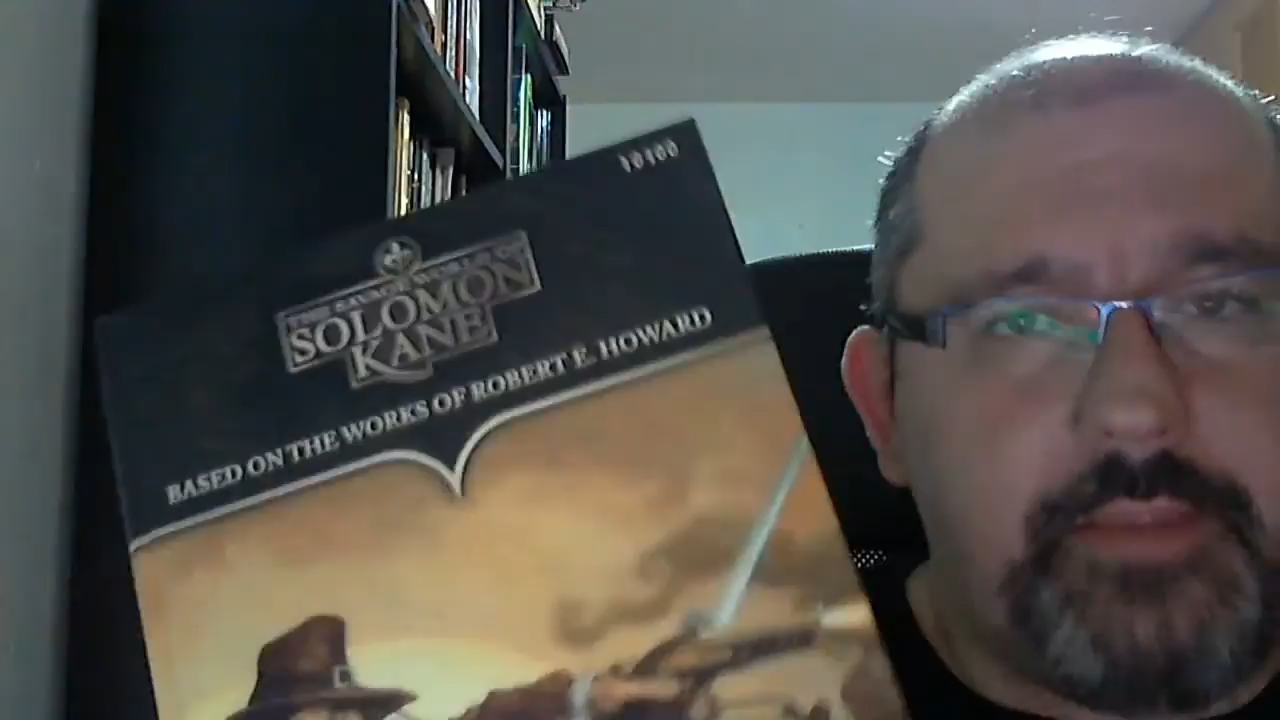 10400
THE SAVAGE WORLD OF
SOLOMON
KANE
BASED ON THE WORKS OF ROBERT E. HOWARD